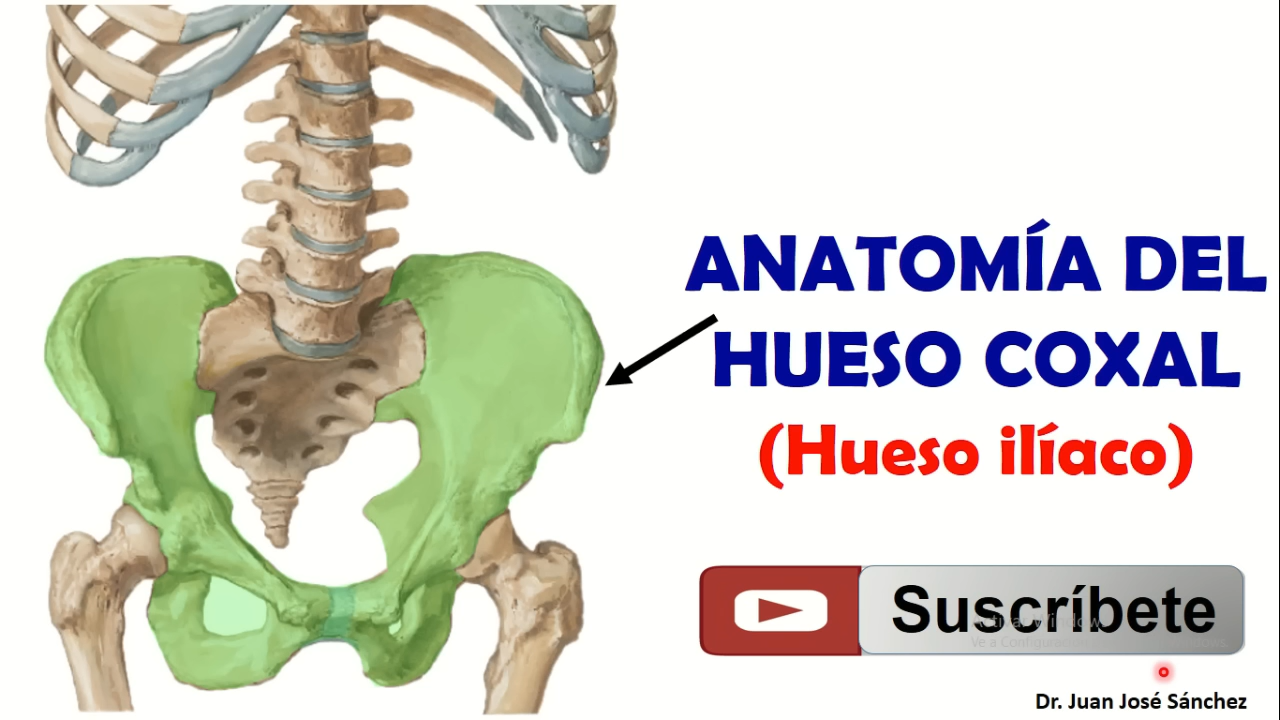 ANATOMÍA DEL
HUESO COXAL
(Hueso ilíaco)
Suscríbete
Dr. Juan José Sánchez